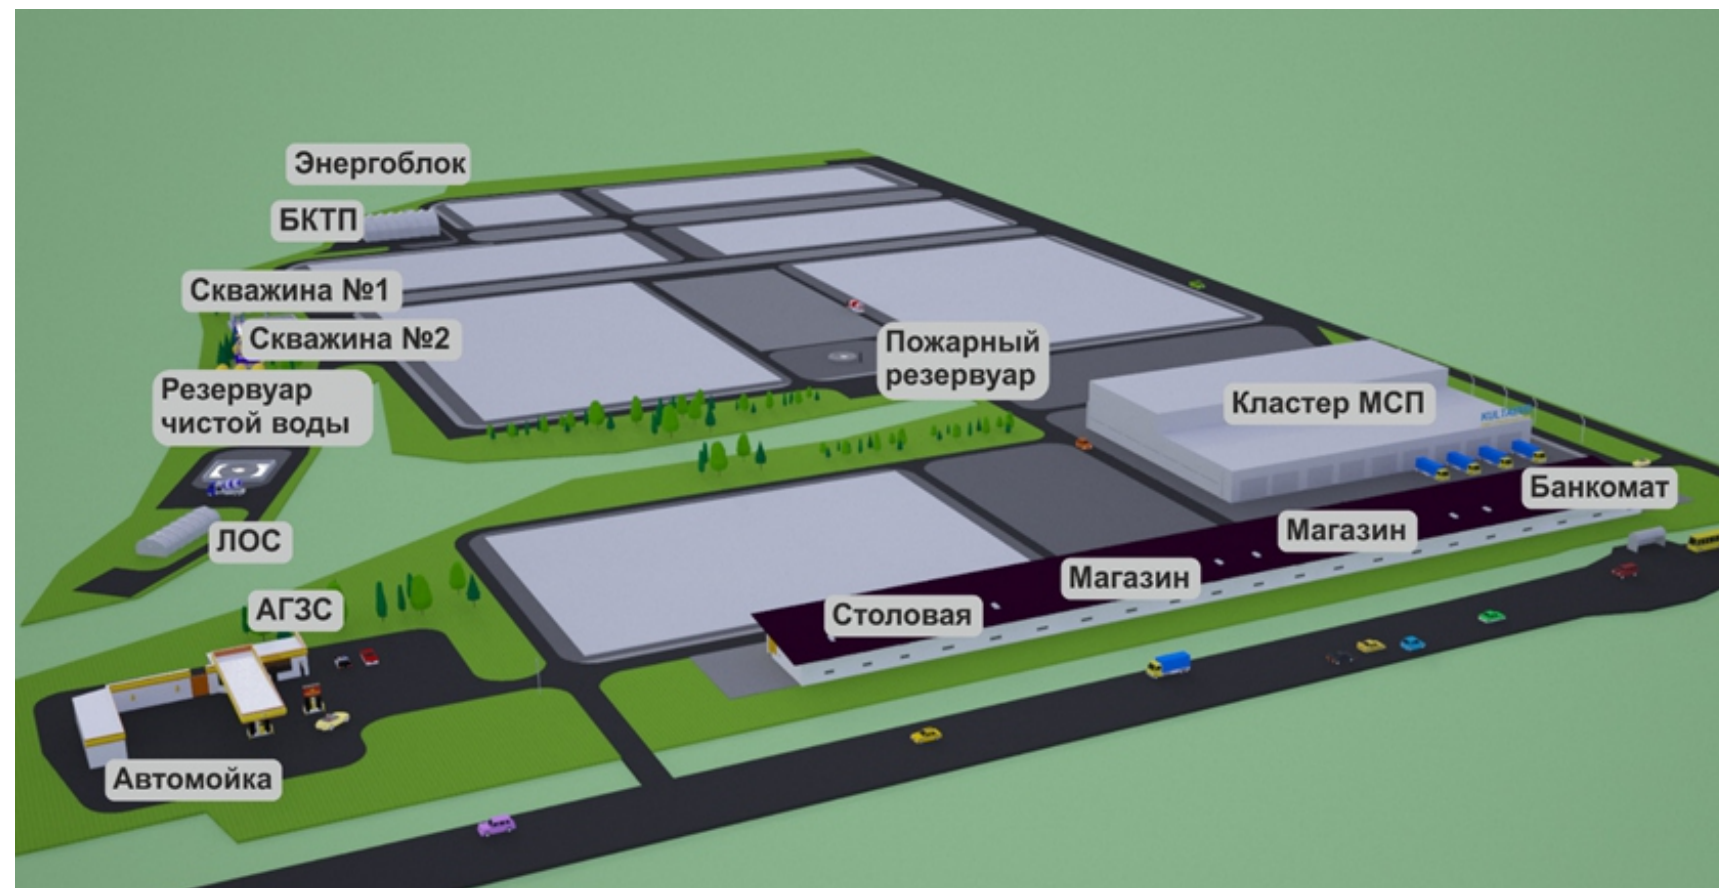 Энергоблок
БКТП
Скважина №1
Скважина №2
Пожарный
резервуар
Резервуар
чистой воды
Кластер МСП
Банкомат
Магазин
ЛОС
Магазин
АГЗС
Столовая
Автомойка